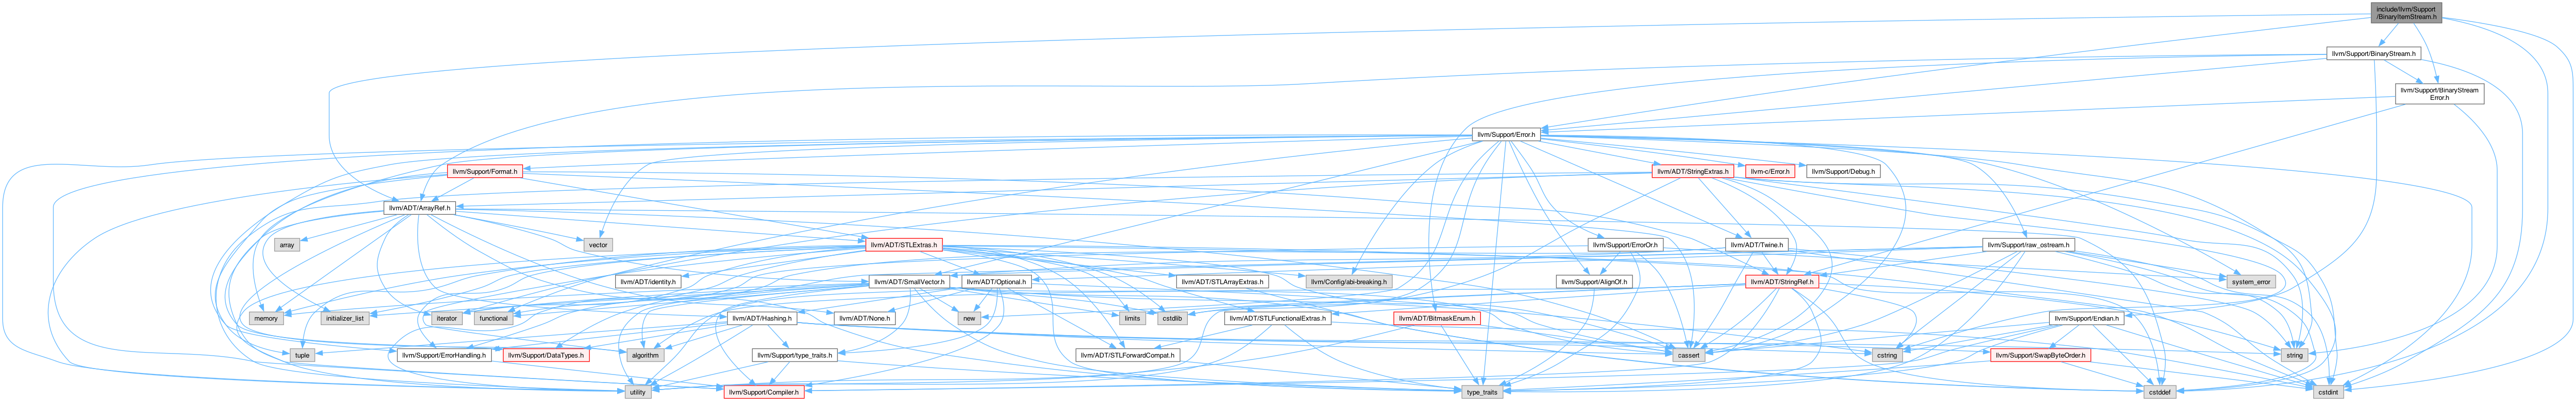 include/llvm/Support
/BinaryItemStream.h
llvm/Support/BinaryStream.h
llvm/Support/BinaryStream
Error.h
llvm/Support/Error.h
llvm/Support/Format.h
llvm/ADT/StringExtras.h
llvm-c/Error.h
llvm/Support/Debug.h
llvm/ADT/ArrayRef.h
array
vector
llvm/ADT/STLExtras.h
llvm/Support/ErrorOr.h
llvm/ADT/Twine.h
llvm/Support/raw_ostream.h
llvm/ADT/identity.h
llvm/ADT/SmallVector.h
llvm/ADT/Optional.h
llvm/ADT/STLArrayExtras.h
llvm/Config/abi-breaking.h
llvm/Support/AlignOf.h
llvm/ADT/StringRef.h
system_error
memory
initializer_list
iterator
functional
llvm/ADT/Hashing.h
llvm/ADT/None.h
new
limits
cstdlib
llvm/ADT/STLFunctionalExtras.h
llvm/ADT/BitmaskEnum.h
llvm/Support/Endian.h
tuple
llvm/Support/ErrorHandling.h
llvm/Support/DataTypes.h
algorithm
llvm/Support/type_traits.h
llvm/ADT/STLForwardCompat.h
cassert
cstring
llvm/Support/SwapByteOrder.h
string
utility
llvm/Support/Compiler.h
type_traits
cstddef
cstdint